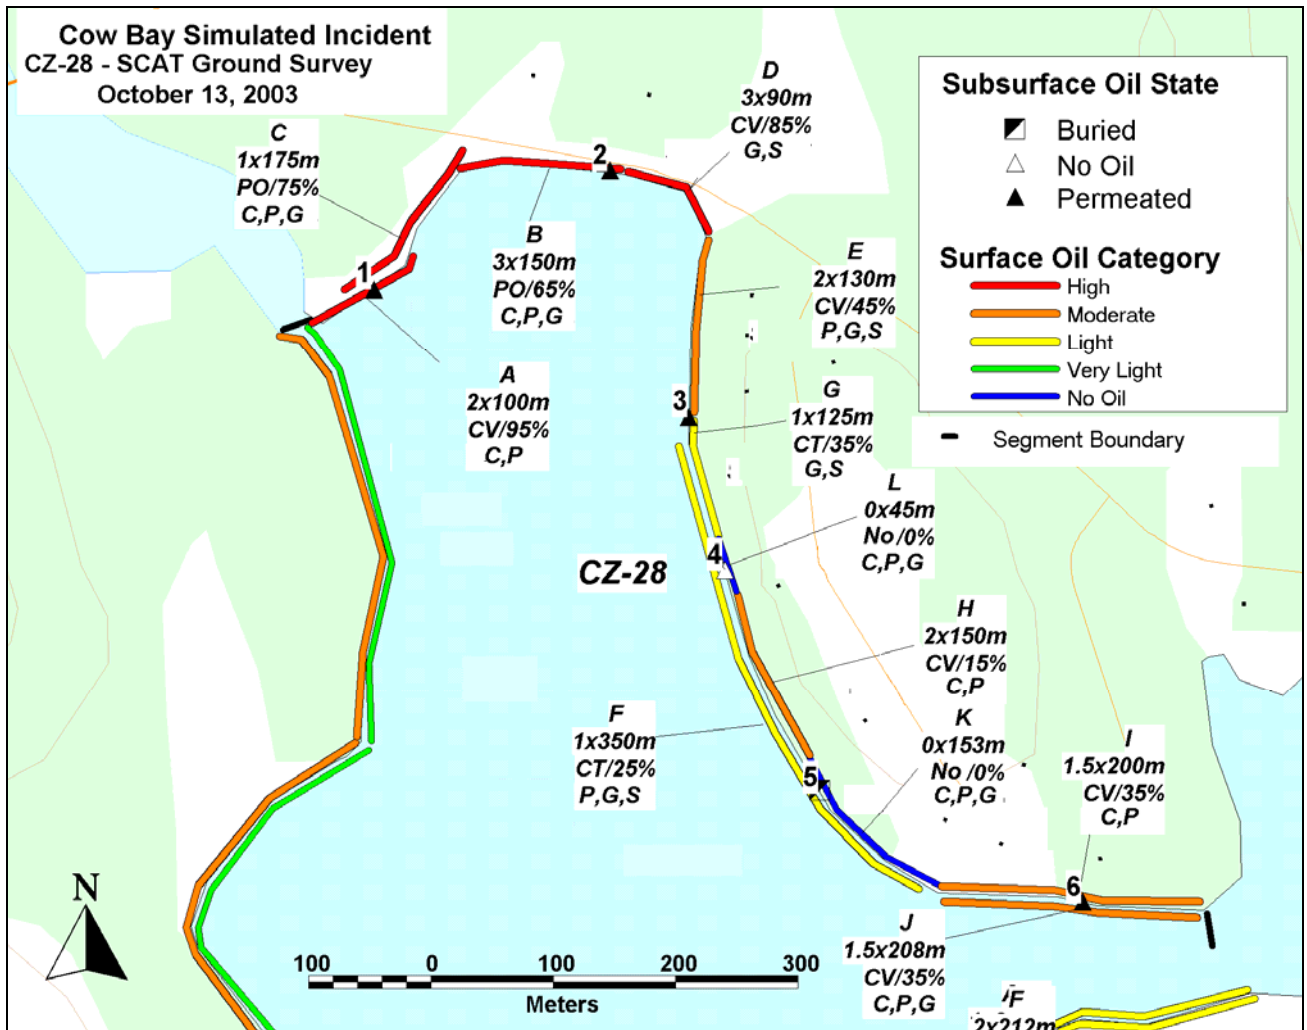 Cow Bay Simulated Incident
CZ-28 - SCAT Ground Survey
October 13, 2003
C
1x175m
PO/75%
C,P,G
D
3x90m
CV/85%
G,S
Subsurface Oil State
Buried
No Oil
Permeated
Surface Oil Category
High
Moderate
Light
Very Light
No Oil
Segment Boundary
2
1
B
3x150m
PO/65%
C,P,G
E
2x130m
CV/45%
P,G,S
A
2x100m
CV/95%
C,P
3
G
1x125m
CT/35%
G,S
L
0x45m
No/0%
C,P,G
4
CZ-28
H
2x150m
CV/15%
C,P
F
1x350m
CT/25%
P,G,S
K
0x153m
No /0%
C,P,G
5
I
1.5x200m
CV/35%
C,P
6
J
1.5x208m
CV/35%
C,P,G
N
100 0 100 200 300
Meters
F
2x212m